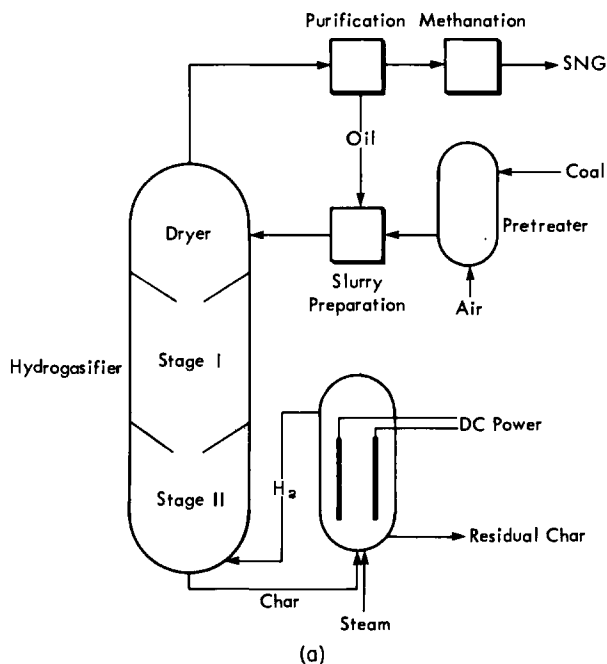 Purification Methanation
SNG
Oil
Coal
Dryer
Pretreater
Slurry
Preparation
Air
Hydrogasifier
Stage I
DC Power
H₂
Stage II
Residual Char
Char
Steam
(a)